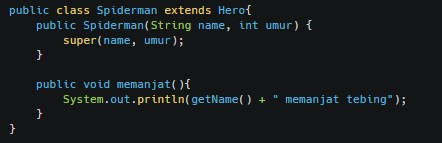 public class Spiderman extends Hero{
    public Spiderman(String name, int umur) {
        super(name, umur);
    }

    public void memanjat(){
        System.out.println(getName() + " memanjat tebing");
    }
}